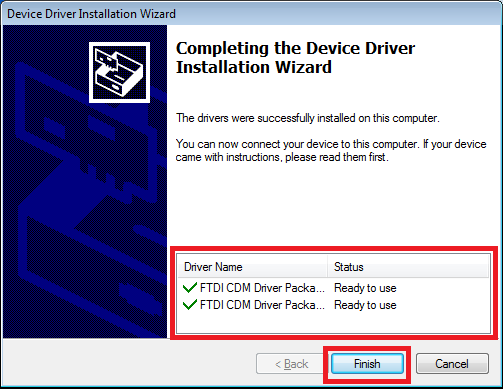 Device Driver Installation Wizard
Completing the Device Driver
Installation Wizard
The drivers were successfully installed on this computer.
You can now connect your device to this computer. If your device
came with instructions, please read them first.
Driver Name Status
FTDI CDM Driver Packa... Ready to use
FTDI CDM Driver Packa... Ready to use
< Back Finish Cancel